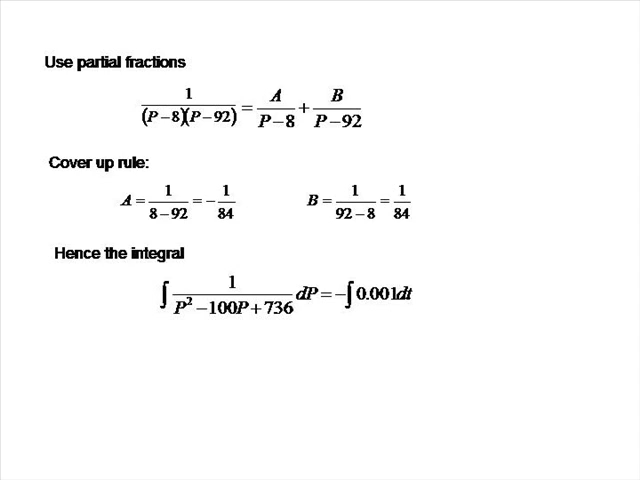 Use partial fractions
1/((P−8)(P−92)) = A/(P−8) + B/(P−92)
Cover up rule:
A = 1/(8−92) = −1/84 B = 1/(92−8) = 1/84
Hence the integral
∫ 1/(P²−100P+736) dP = −∫ 0.001dt